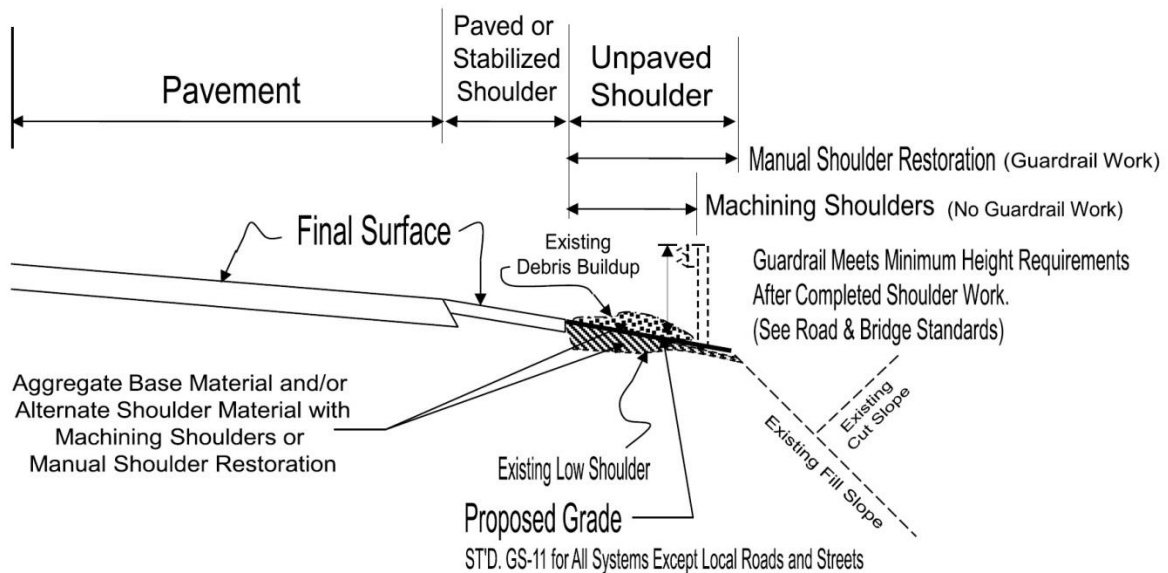 Pavement
Paved or
Stabilized
Shoulder
Unpaved
Shoulder
Manual Shoulder Restoration (Guardrail Work)
Machining Shoulders (No Guardrail Work)
Final Surface
Existing
Debris Buildup
Guardrail Meets Minimum Height Requirements
After Completed Shoulder Work.
(See Road & Bridge Standards)
Aggregate Base Material and/or
Alternate Shoulder Material with
Machining Shoulders or
Manual Shoulder Restoration
Existing
Cut Slope
Existing Fill Slope
Existing Low Shoulder
Proposed Grade
ST'D. GS-11 for All Systems Except Local Roads and Streets